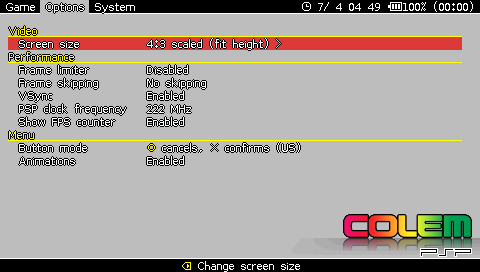 Game Options System 7/ 4 04 49 100% (00:00)
Video
Screen size 4:3 scaled (fit height) >
Performance
Frame limiter Disabled
Frame skipping No skipping
VSync Enabled
PSP clock frequency 222 MHz
Show FPS counter Enabled
Menu
Button mode O cancels, X confirms (US)
Animations Enabled
COLEM
PSP
Change screen size